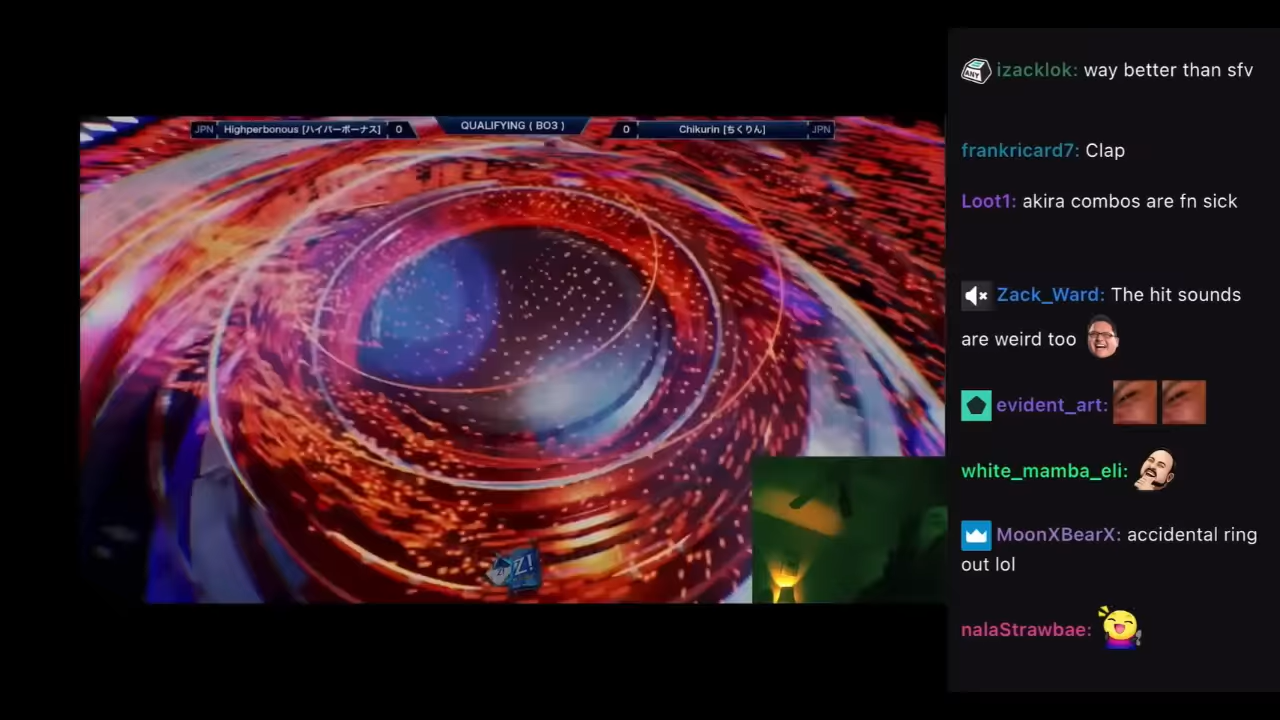 JPN Highperbonous [ハイパーボーナス] 0 QUALIFYING ( BO3 ) 0 Chikurin [ちくりん] JPN
Z!
ANY izacklok: way better than sfv
frankricard7: Clap
Loot1: akira combos are fn sick
Zack_Ward: The hit sounds
are weird too
evident_art:
white_mamba_eli:
MoonXBearX: accidental ring
out lol
nalaStrawbae: